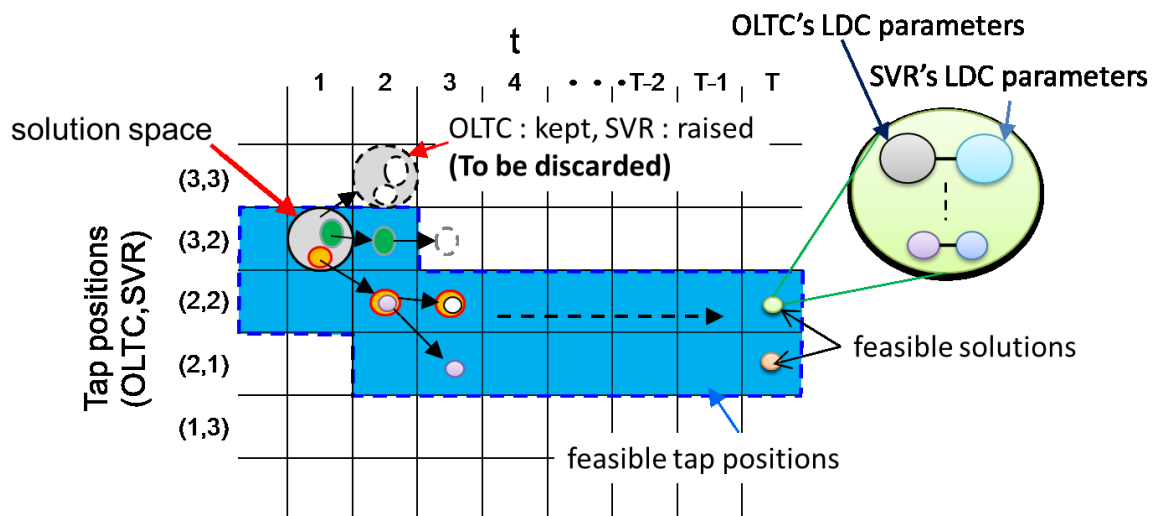 OLTC's LDC parameters
SVR's LDC parameters
t
1 2 3 4 • • • T-2 T-1 T
solution space
OLTC : kept, SVR : raised
(To be discarded)
Tap positions
(OLTC,SVR)
(3,3)
(3,2)
(2,2)
(2,1)
(1,3)
feasible solutions
feasible tap positions